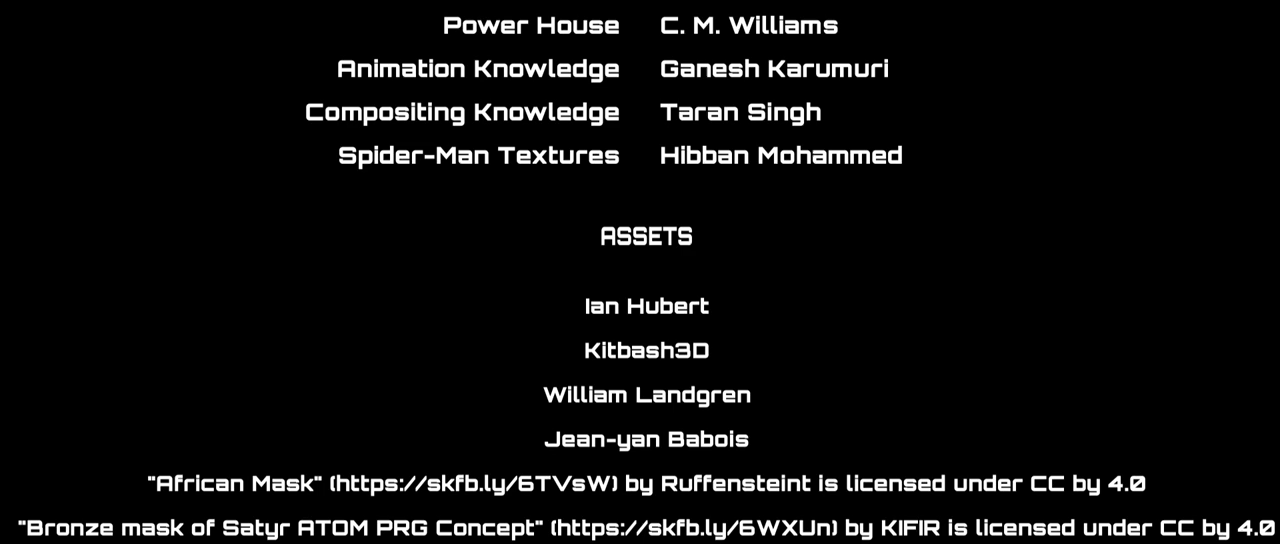 Power House C. M. Williams
Animation Knowledge Ganesh Karumuri
Compositing Knowledge Taran Singh
Spider-Man Textures Hibban Mohammed
ASSETS
Ian Hubert
Kitbash3D
William Landgren
Jean-yan Babois
"African Mask" (https://skfb.ly/6TVsW) by Ruffensteint is licensed under CC by 4.0
"Bronze mask of Satyr ATOM PRG Concept" (https://skfb.ly/6WXUn) by KIFIR is licensed under CC by 4.0